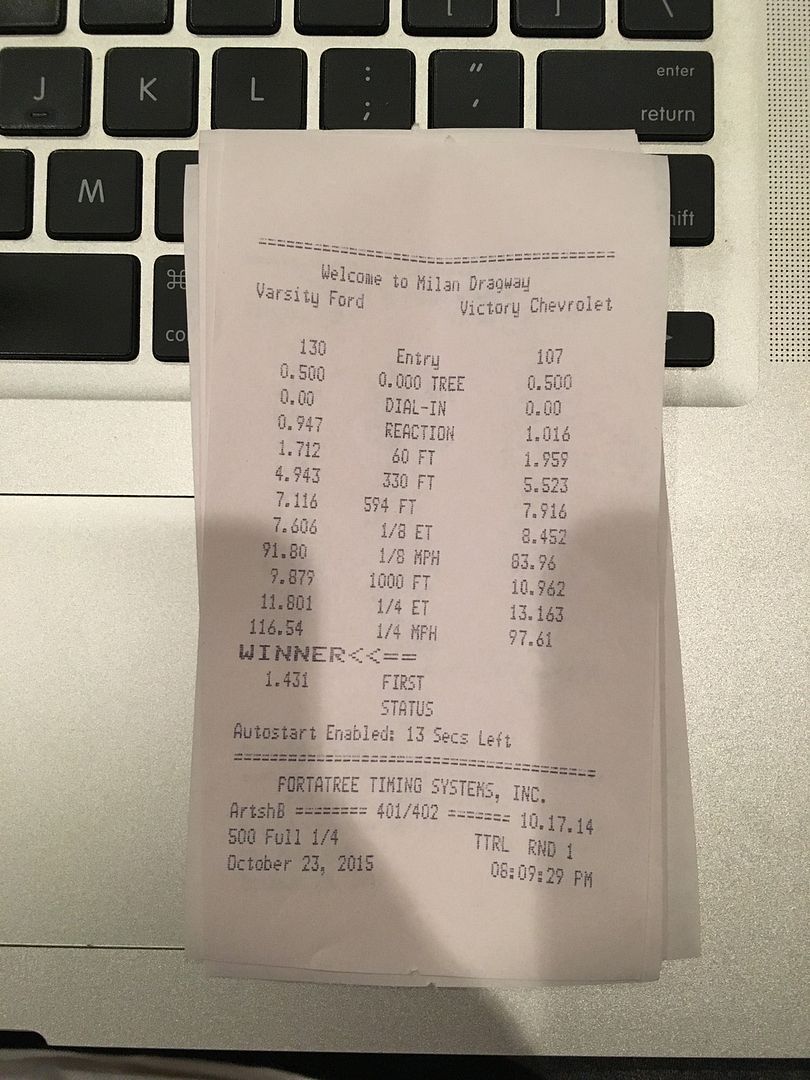 [ ] \
J K L : ; " ' enter return
M shift
⌘ co
==================================
Welcome to Milan Dragway
Varsity Ford Victory Chevrolet
130 Entry 107
0.500 0.000 TREE 0.500
0.00 DIAL-IN 0.00
0.947 REACTION 1.016
1.712 60 FT 1.959
4.943 330 FT 5.523
7.116 594 FT 7.916
7.606 1/8 ET 8.452
91.80 1/8 MPH 83.96
9.879 1000 FT 10.962
11.801 1/4 ET 13.163
116.54 1/4 MPH 97.61
WINNER<<==
1.431 FIRST
STATUS
Autostart Enabled: 13 Secs Left
==================================
PORTATREE TIMING SYSTEMS, INC.
ArtshB ======== 401/402 ======= 10.17.14
500 Full 1/4 TTRL RND 1
October 23, 2015 08:09:29 PM